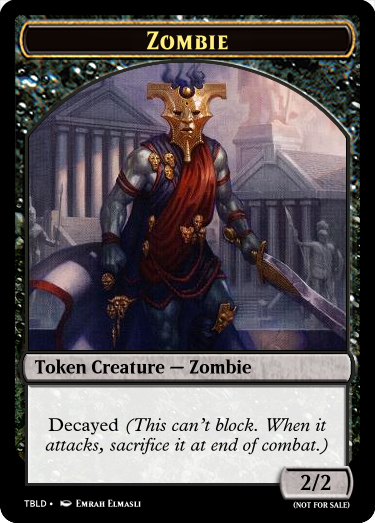 ZOMBIE
Token Creature — Zombie
Decayed (This can't block. When it
attacks, sacrifice it at end of combat.)
2/2
TBLD • EMRAH ELMASLI
(NOT FOR SALE)